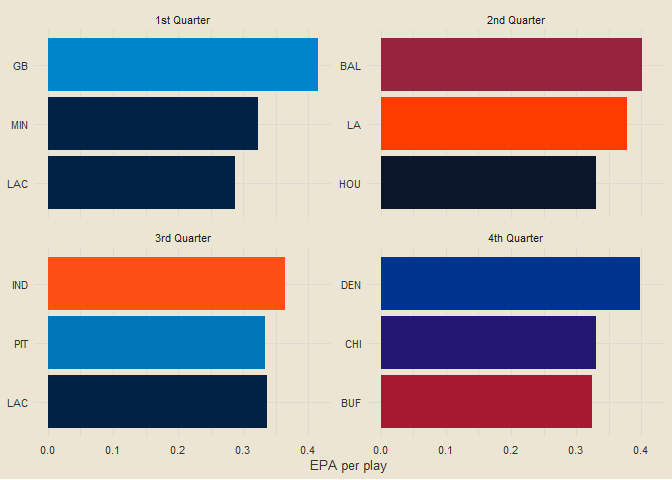 1st Quarter
2nd Quarter
GB
MIN
LAC
BAL
LA
HOU
3rd Quarter
4th Quarter
IND
PIT
LAC
DEN
CHI
BUF
0.0 0.1 0.2 0.3 0.4
0.0 0.1 0.2 0.3 0.4
EPA per play